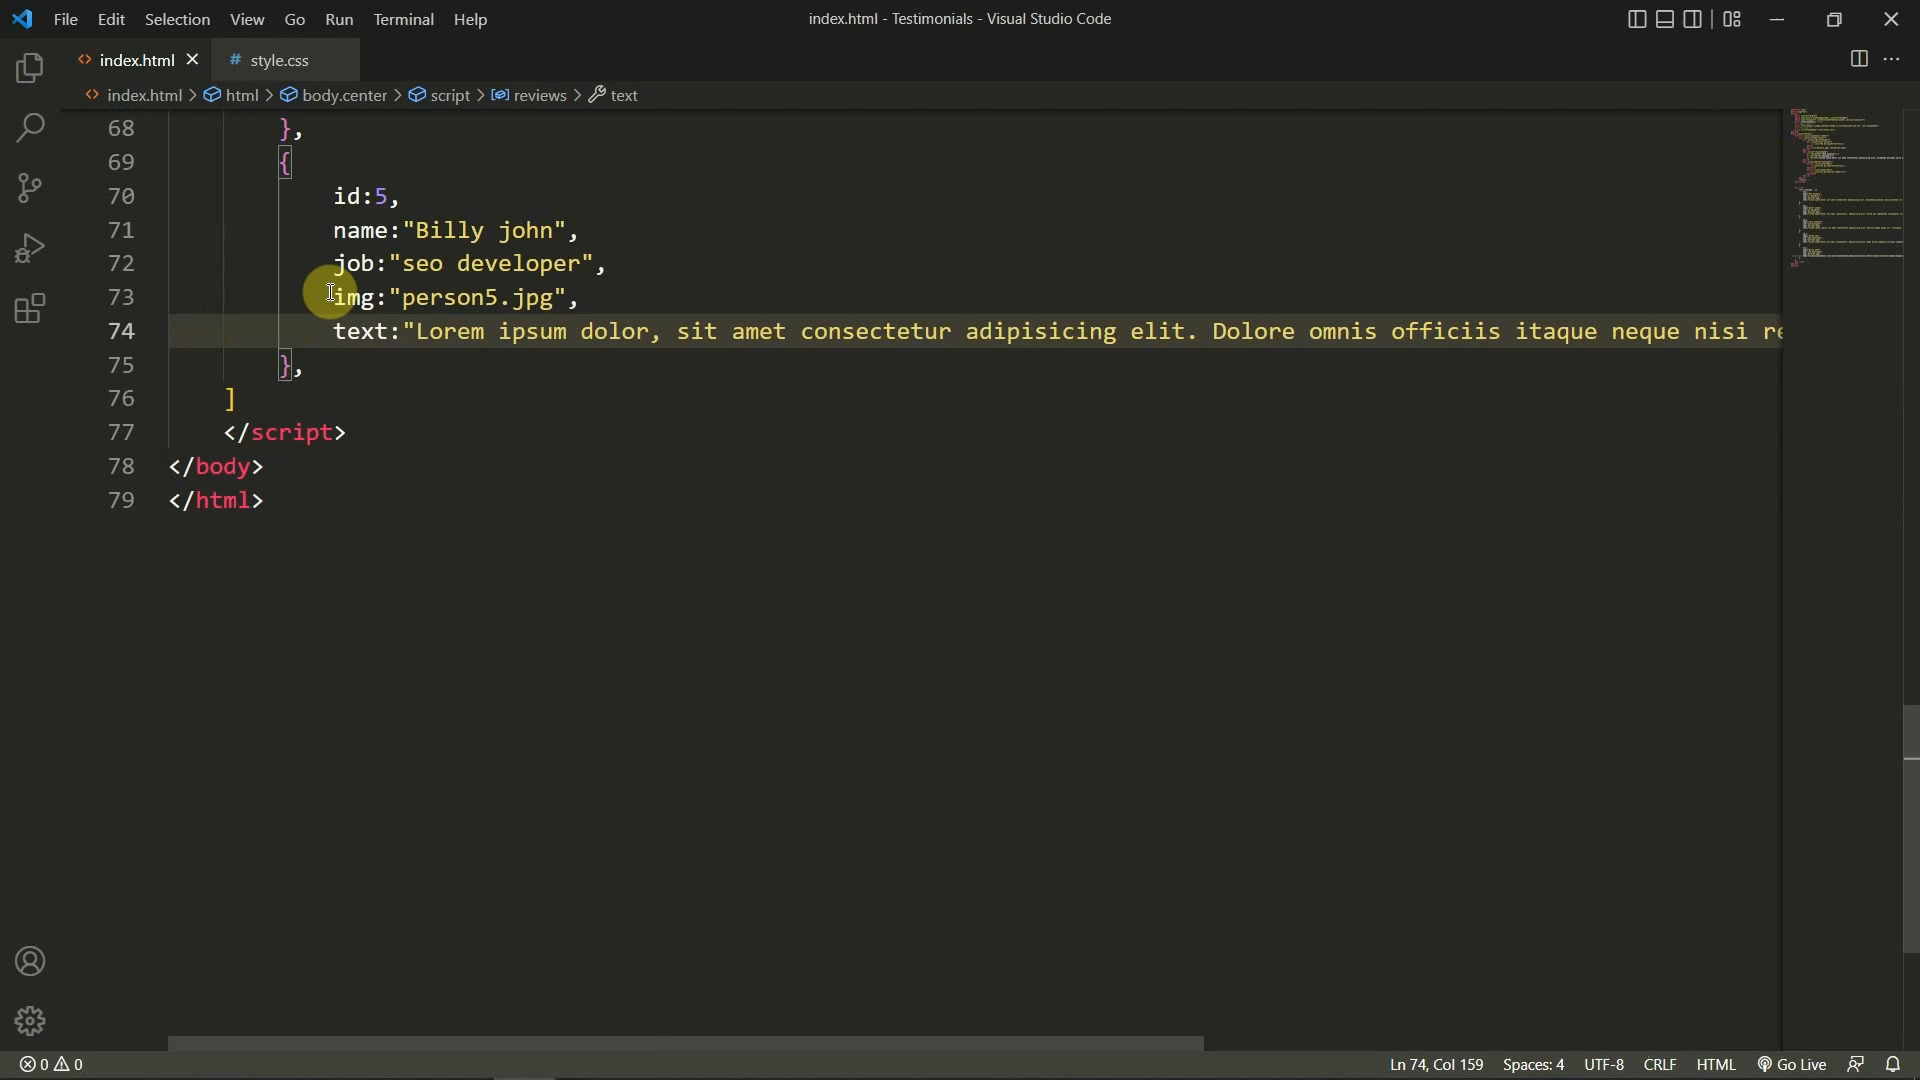 File Edit Selection View Go Run Terminal Help
index.html - Testimonials - Visual Studio Code
index.html
# style.css
index.html > html > body.center > script > reviews > text
68 },
69 {
70 id:5,
71 name:"Billy john",
72 job:"seo developer",
73 img:"person5.jpg",
74 text:"Lorem ipsum dolor, sit amet consectetur adipisicing elit. Dolore omnis officiis itaque neque nisi re
75 },
76 ]
77 </script>
78 </body>
79 </html>
0 0
Ln 74, Col 159 Spaces: 4 UTF-8 CRLF HTML Go Live